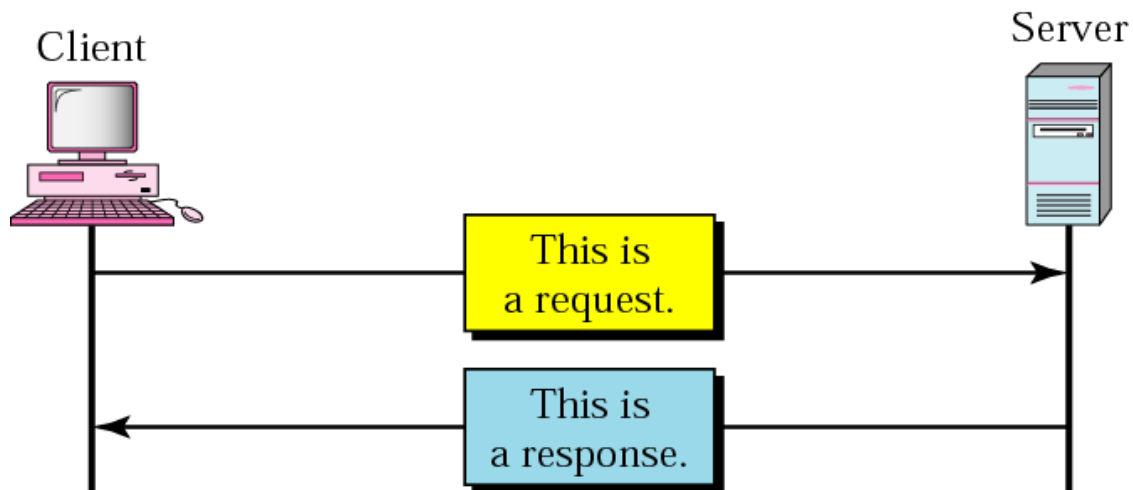 Client
Server
This is
a request.
This is
a response.